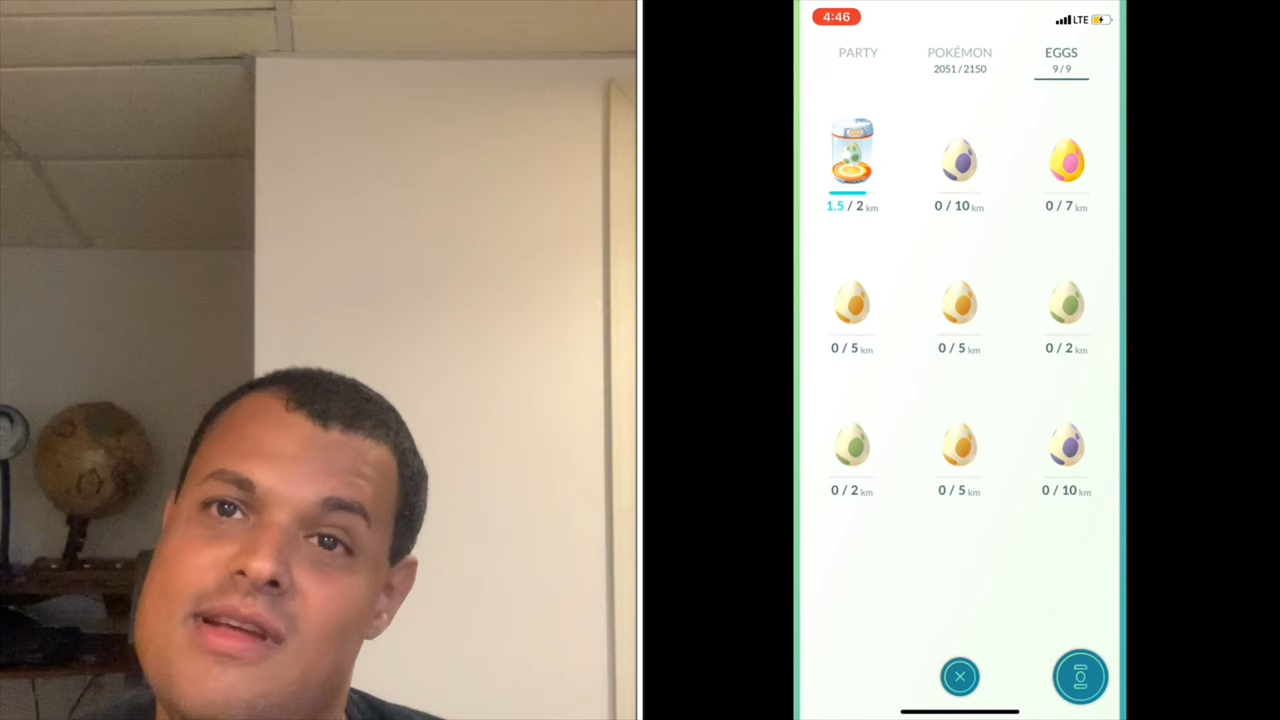 4:46
LTE
PARTY
POKÉMON
EGGS
2051 / 2150
9 / 9
1.5 / 2 km
0 / 10 km
0 / 7 km
0 / 5 km
0 / 5 km
0 / 2 km
0 / 2 km
0 / 5 km
0 / 10 km